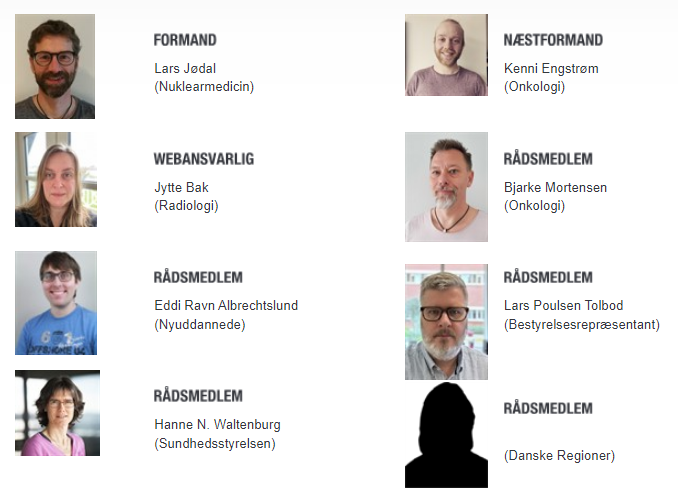 FORMAND
Lars Jødal
(Nuklearmedicin)
NÆSTFORMAND
Kenni Engstrøm
(Onkologi)
WEBANSVARLIG
Jytte Bak
(Radiologi)
RÅDSMEDLEM
Bjarke Mortensen
(Onkologi)
RÅDSMEDLEM
Eddi Ravn Albrechtslund
(Nyuddannede)
RÅDSMEDLEM
Lars Poulsen Tolbod
(Bestyrelsesrepræsentant)
RÅDSMEDLEM
Hanne N. Waltenburg
(Sundhedsstyrelsen)
RÅDSMEDLEM
(Danske Regioner)